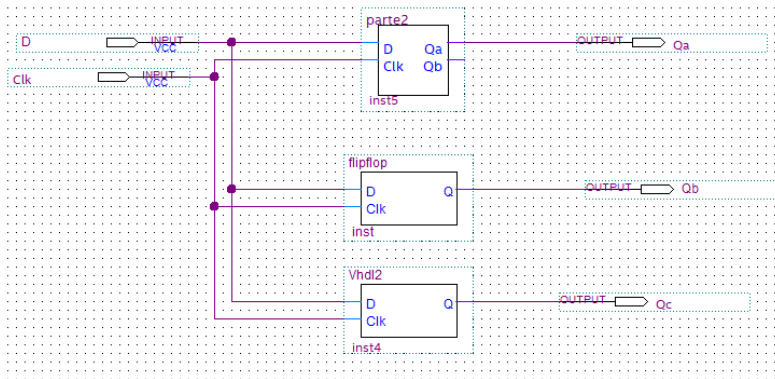 parte2
D INPUT VCC D Qa OUTPUT Qa
Clk INPUT VCC Clk Qb
inst5
flipflop
D Q OUTPUT Qb
Clk
inst
Vhdl2
D Q OUTPUT Qc
Clk
inst4